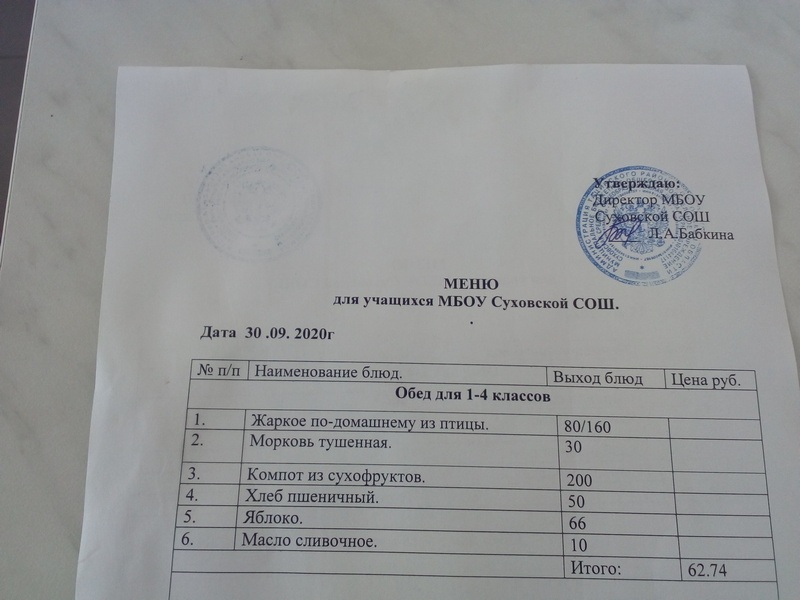 Утверждаю:
Директор МБОУ
Суховской СОШ
Л.А.Бабкина
МЕНЮ
для учащихся МБОУ Суховской СОШ.
Дата 30 .09. 2020г
№ п/п Наименование блюд. Выход блюд Цена руб.
Обед для 1-4 классов
1. Жаркое по-домашнему из птицы. 80/160
2. Морковь тушенная. 30
3. Компот из сухофруктов. 200
4. Хлеб пшеничный. 50
5. Яблоко. 66
6. Масло сливочное. 10
Итого: 62.74